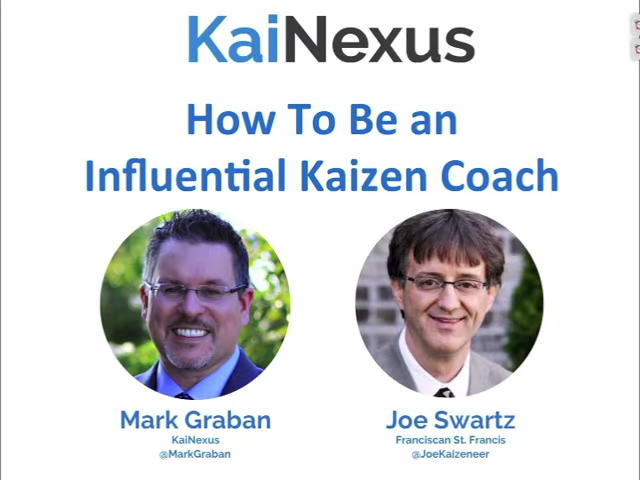 KaiNexus
How To Be an
Influential Kaizen Coach
Mark Graban
KaiNexus
@MarkGraban
Joe Swartz
Franciscan St. Francis
@JoeKaizeneer